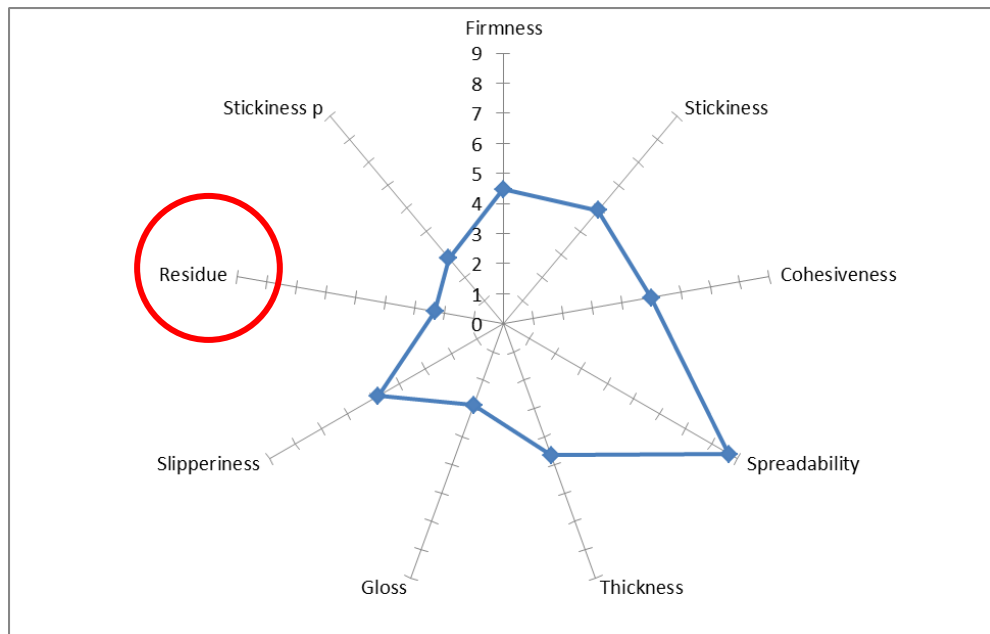 Firmness
9
8
7
6
5
4
3
2
1
0
Stickiness
Cohesiveness
Spreadability
Thickness
Gloss
Slipperiness
Residue
Stickiness p